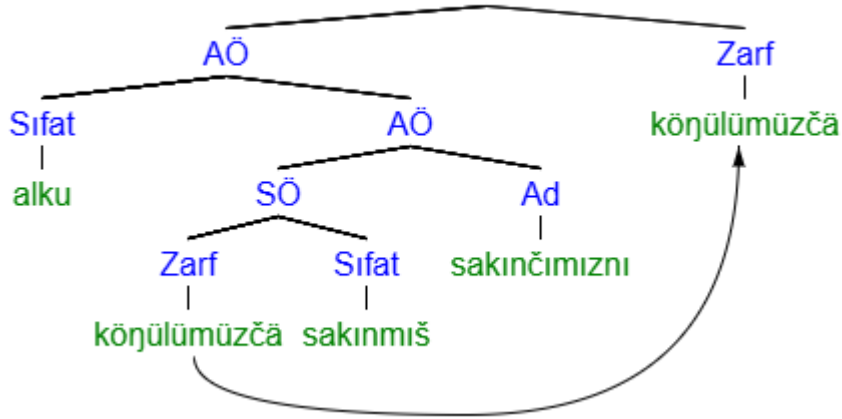 AÖ Zarf
Sıfat AÖ köŋülümüzčä
alku SÖ Ad
Zarf Sıfat sakınčımıznı
köŋülümüzčä sakınmıš